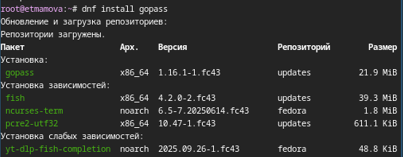 root@etmamova:~# dnf install gopass
Обновление и загрузка репозиториев:
Репозитории загружены.
Пакет Арх. Версия Репозиторий Размер
Установка:
gopass x86_64 1.16.1-1.fc43 updates 21.9 MiB
Установка зависимостей:
fish x86_64 4.2.0-2.fc43 updates 39.3 MiB
ncurses-term noarch 6.5-7.20250614.fc43 fedora 1.8 MiB
pcre2-utf32 x86_64 10.47-1.fc43 updates 611.1 KiB
Установка слабых зависимостей:
yt-dlp-fish-completion noarch 2025.09.26-1.fc43 fedora 48.8 KiB